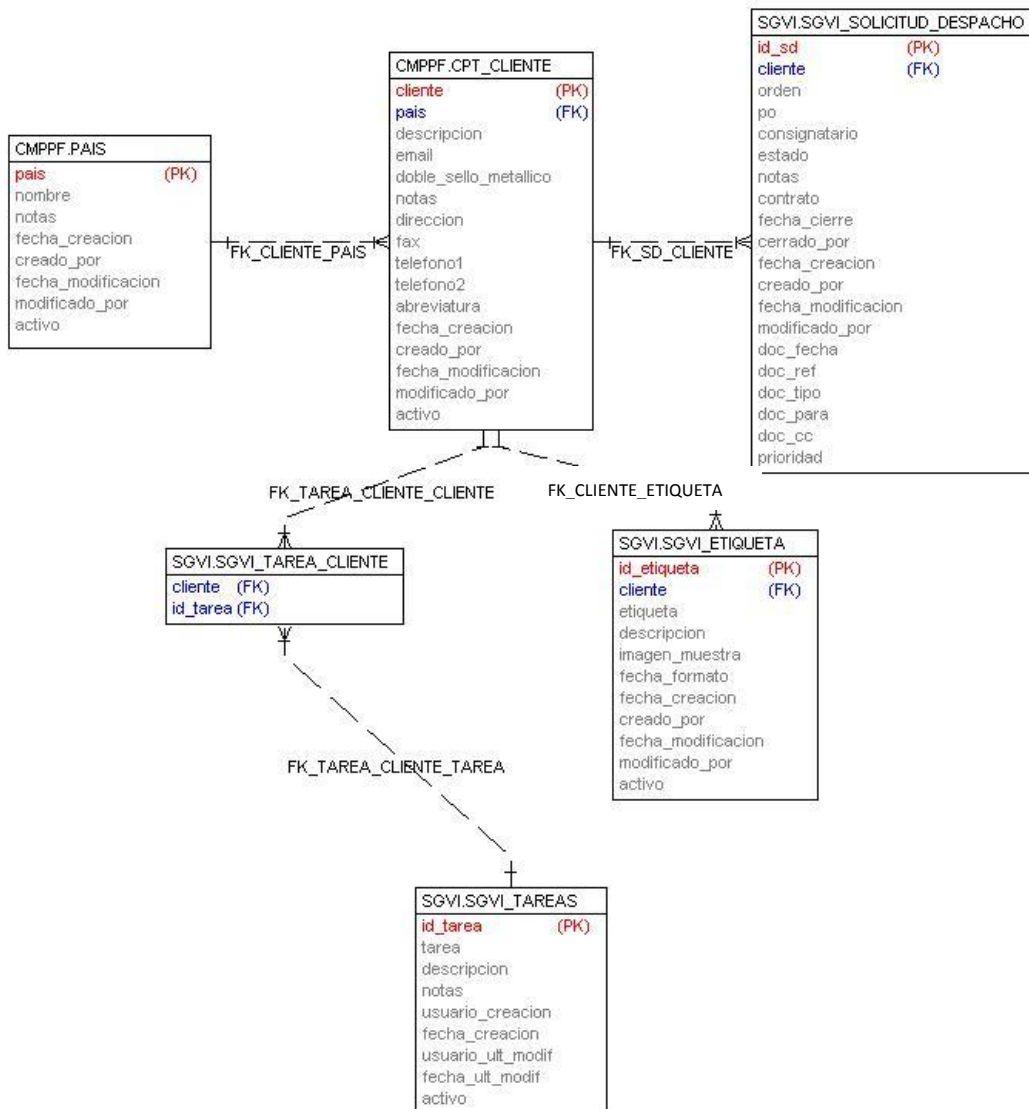 CMPPF.PAIS
pais (PK)
nombre
notas
fecha_creacion
creado_por
fecha_modificacion
modificado_por
activo
FK_CLIENTE_PAIS
CMPPF.CPT_CLIENTE
cliente (PK)
pais (FK)
descripcion
email
doble_sello_metallico
notas
direccion
fax
telefono1
telefono2
abreviatura
fecha_creacion
creado_por
fecha_modificacion
modificado_por
activo
FK_SD_CLIENTE
SGVI.SGVI_SOLICITUD_DESPACHO
id_sd (PK)
cliente (FK)
orden
po
consignatario
estado
notas
contrato
fecha_cierre
cerrado_por
fecha_creacion
creado_por
fecha_modificacion
modificado_por
doc_fecha
doc_ref
doc_tipo
doc_para
doc_cc
prioridad
FK_TAREA_CLIENTE_CLIENTE
FK_CLIENTE_ETIQUETA
SGVI.SGVI_TAREA_CLIENTE
cliente (FK)
id_tarea (FK)
SGVI.SGVI_ETIQUETA
id_etiqueta (PK)
cliente (FK)
etiqueta
descripcion
imagen_muestra
fecha_formato
fecha_creacion
creado_por
fecha_modificacion
modificado_por
activo
FK_TAREA_CLIENTE_TAREA
SGVI.SGVI_TAREAS
id_tarea (PK)
tarea
descripcion
notas
usuario_creacion
fecha_creacion
usuario_ult_modif
fecha_ult_modif
activo